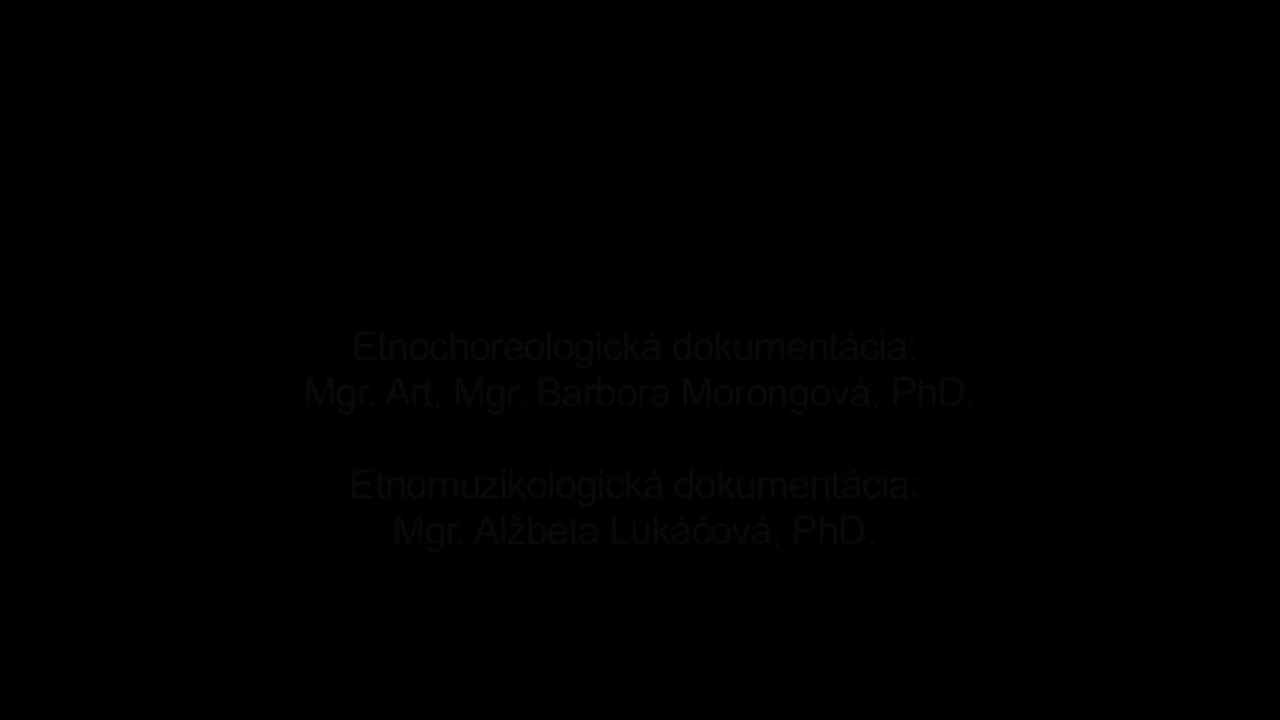 Etnochoreologická dokumentácia:
Mgr. Art, Mgr. Barbora Morongová, PhD.
Etnomuzikologická dokumentácia:
Mgr. Alžbeta Lukáčová, PhD.